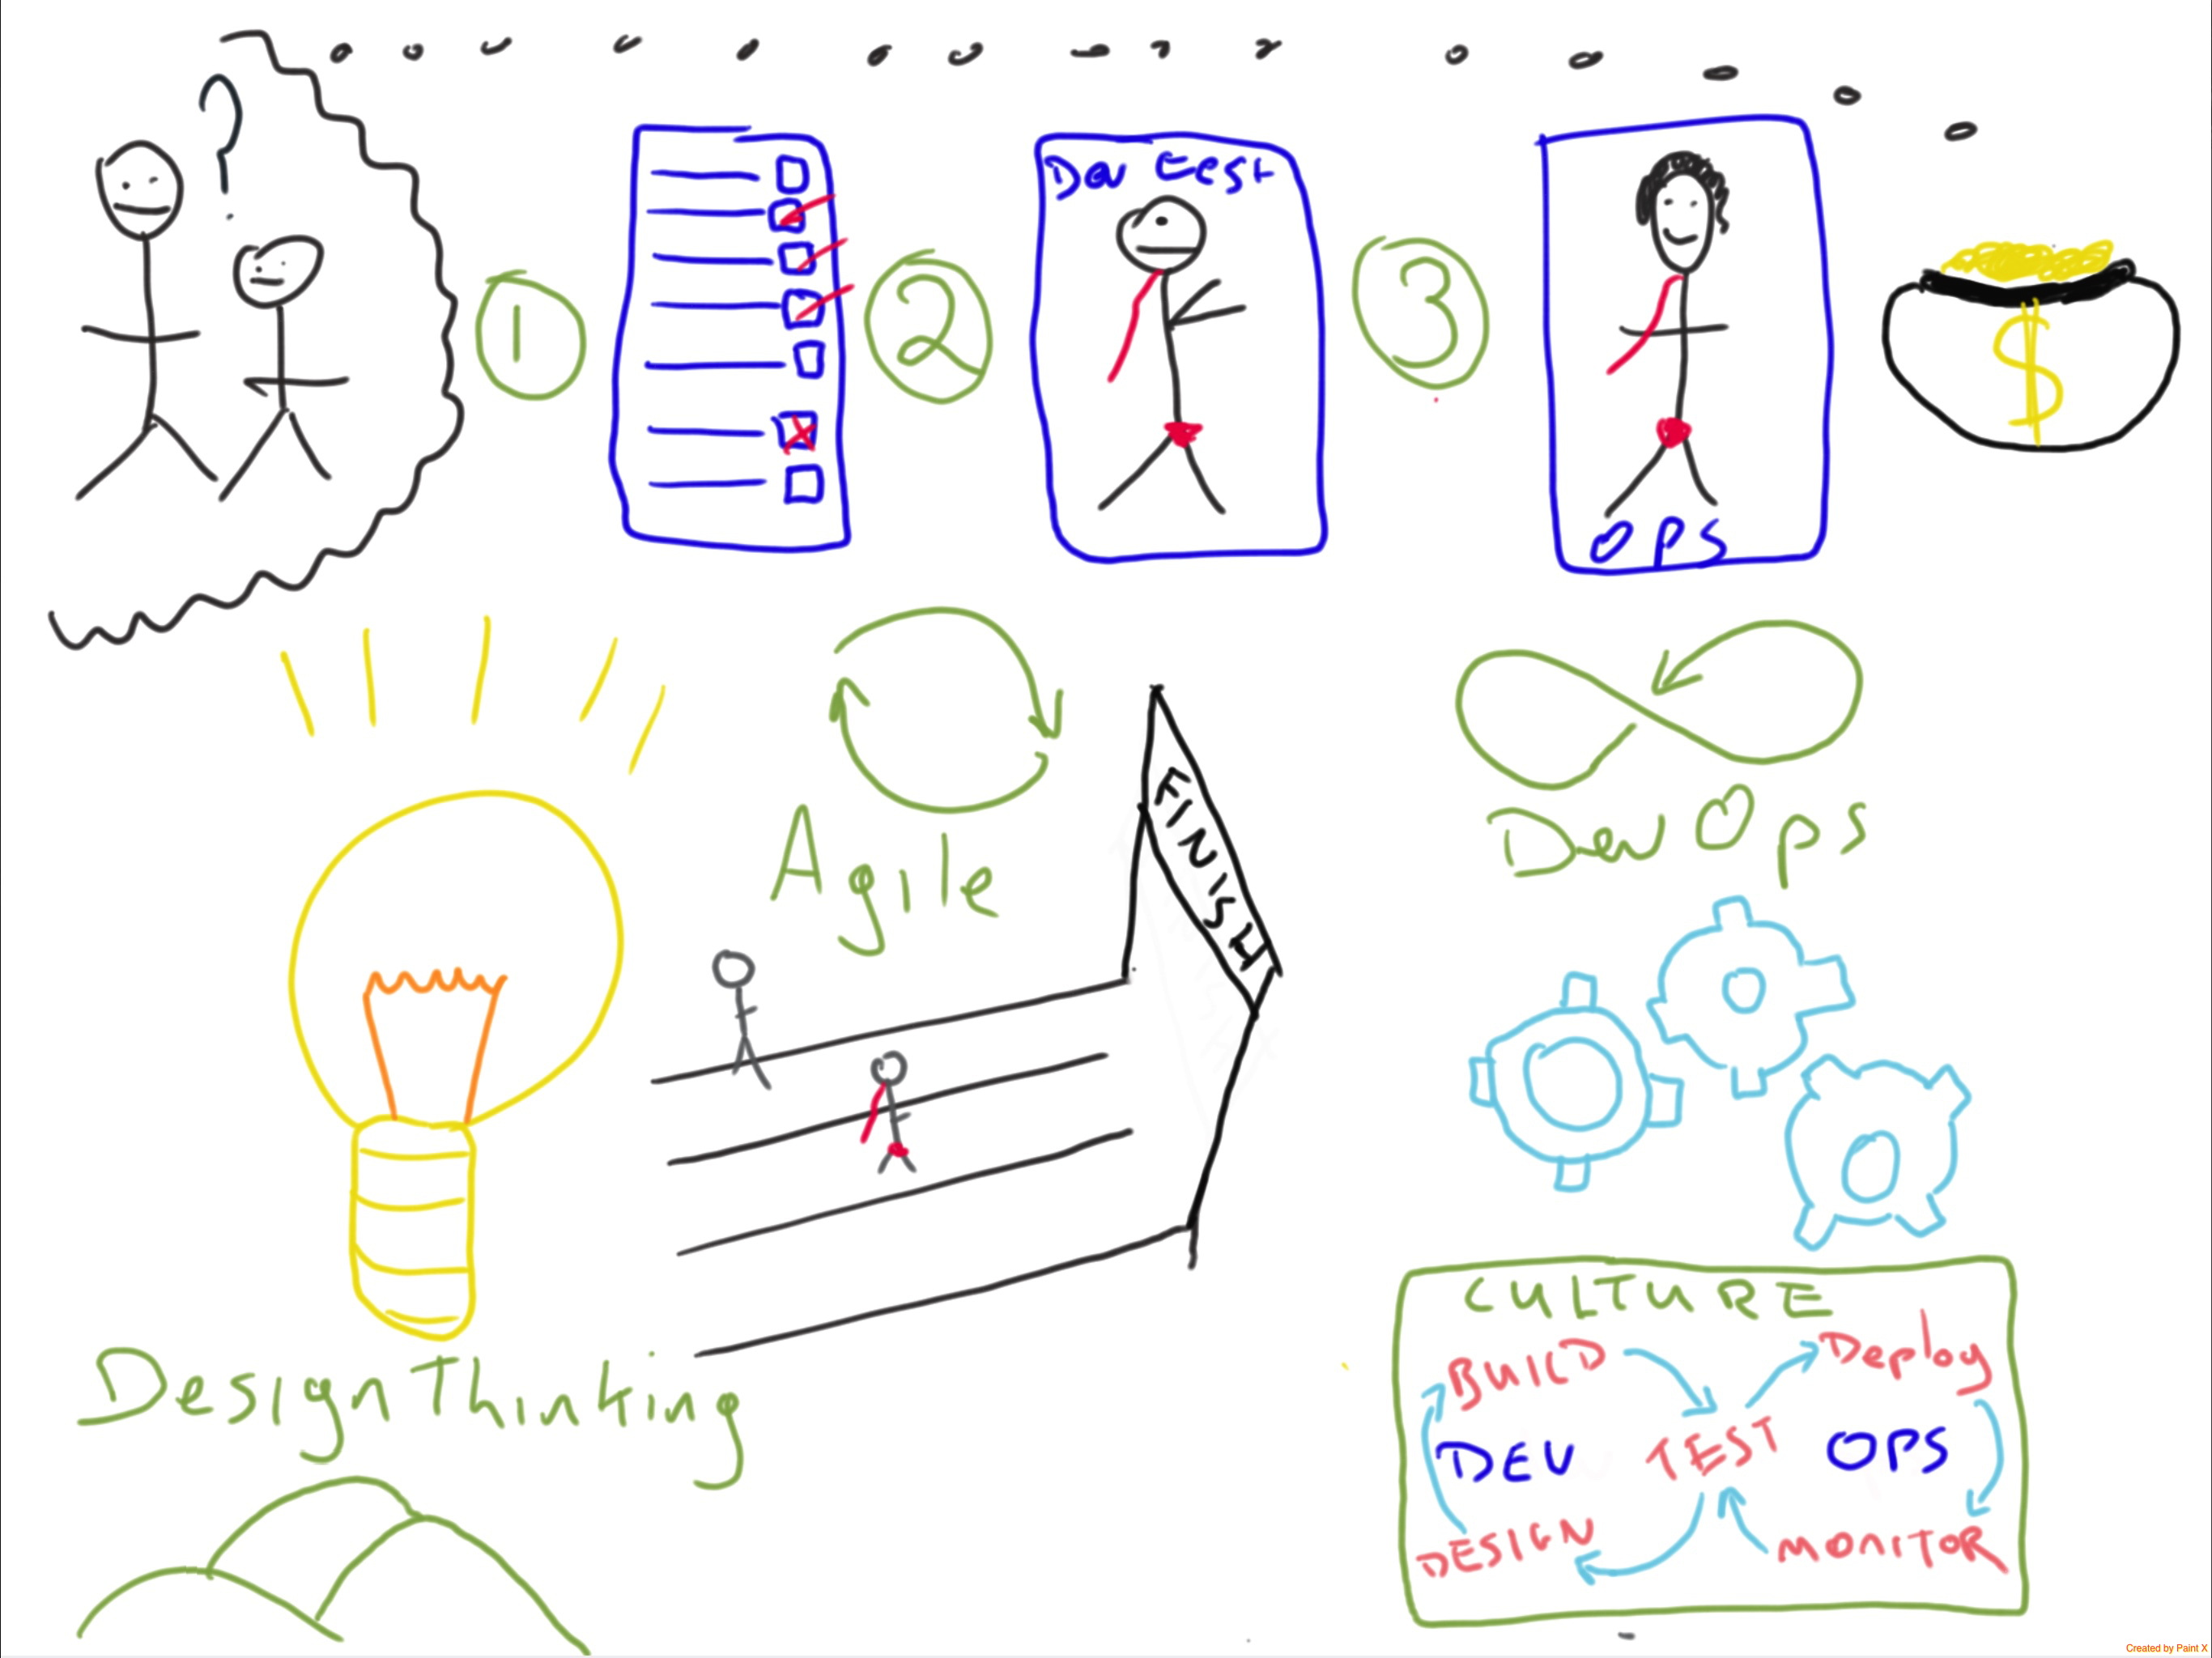 ?
1
2
Dev test
3
OPS
$
Agile
FINISH
DevOps
Design Thinking
CULTURE
BUILD
Deploy
DEV
TEST
OPS
DESIGN
MONITOR
Created by Paint X